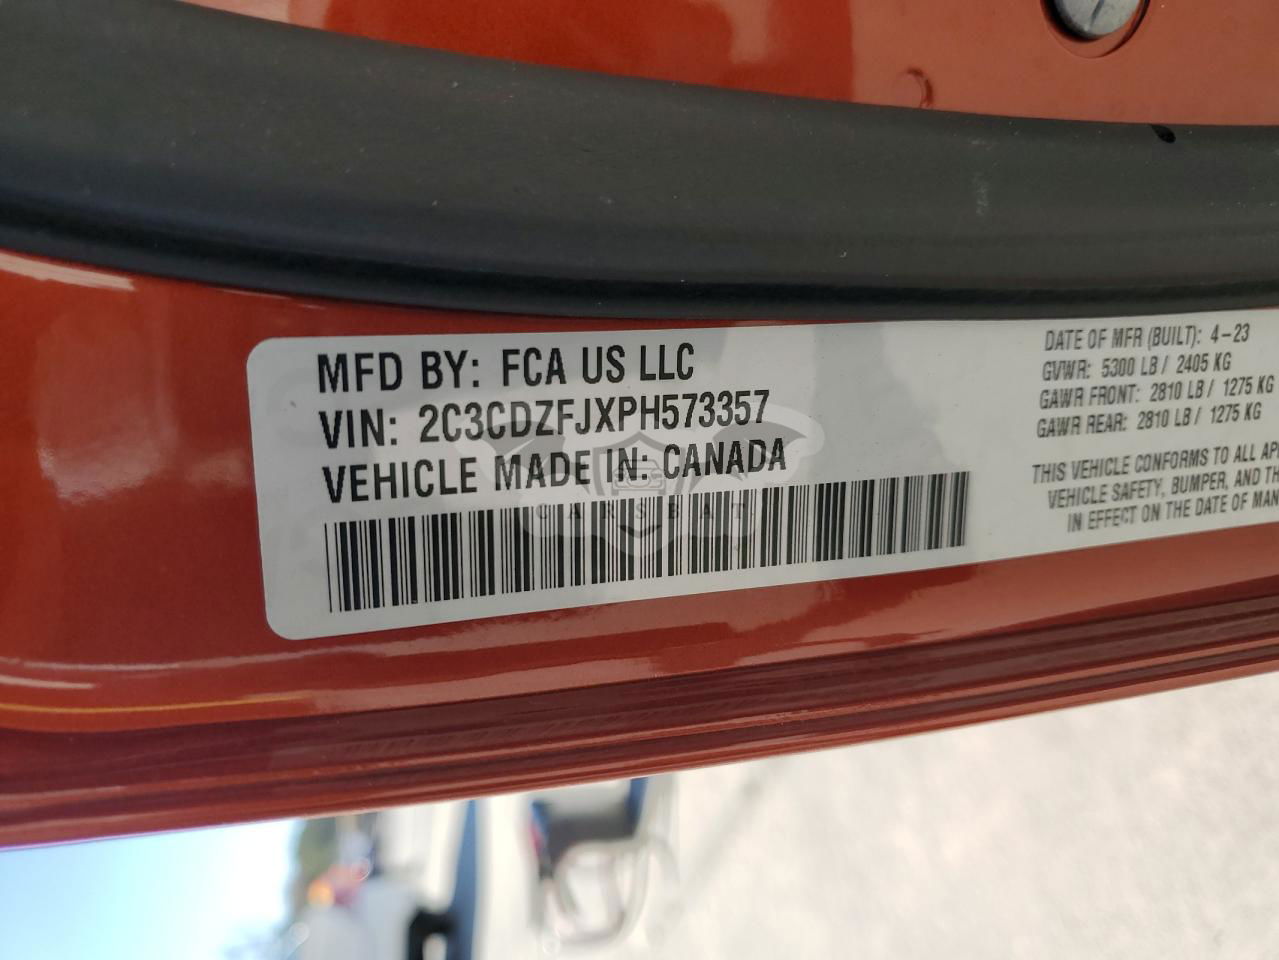 MFD BY: FCA US LLC
VIN: 2C3CDZFJXPH573357
VEHICLE MADE IN: CANADA
CARSBAT
DATE OF MFR (BUILT): 4-23
GVWR: 5300 LB / 2405 KG
GAWR FRONT: 2810 LB / 1275 KG
GAWR REAR: 2810 LB / 1275 KG
THIS VEHICLE CONFORMS TO ALL
VEHICLE SAFETY, BUMPER, AND
IN EFFECT ON THE DATE OF